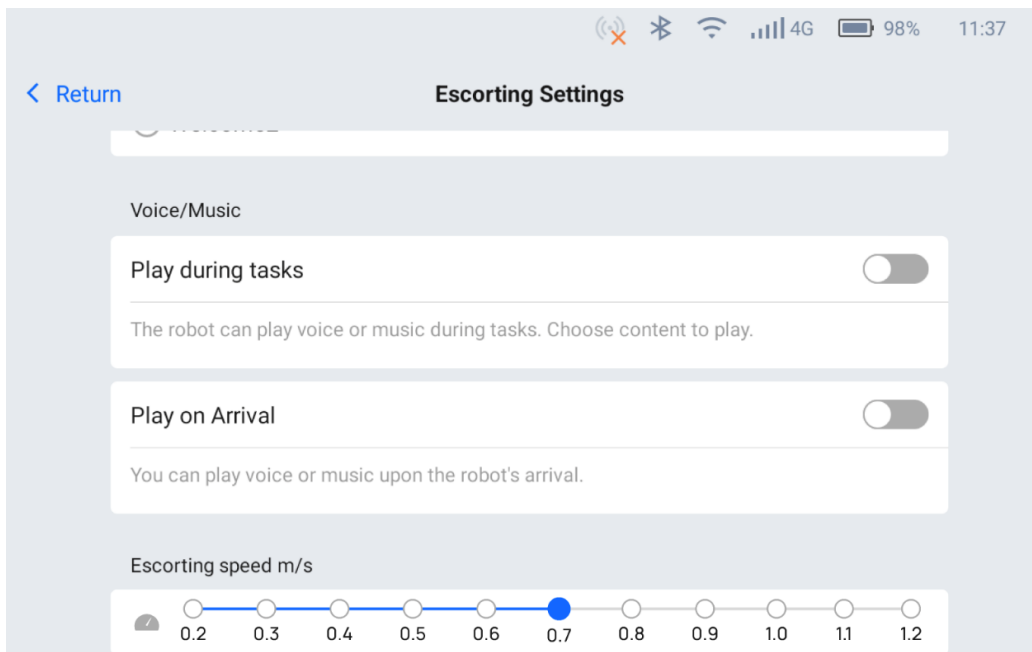 4G 98% 11:37
Return Escorting Settings
Voice/Music
Play during tasks
The robot can play voice or music during tasks. Choose content to play.
Play on Arrival
You can play voice or music upon the robot's arrival.
Escorting speed m/s
0.2 0.3 0.4 0.5 0.6 0.7 0.8 0.9 1.0 1.1 1.2